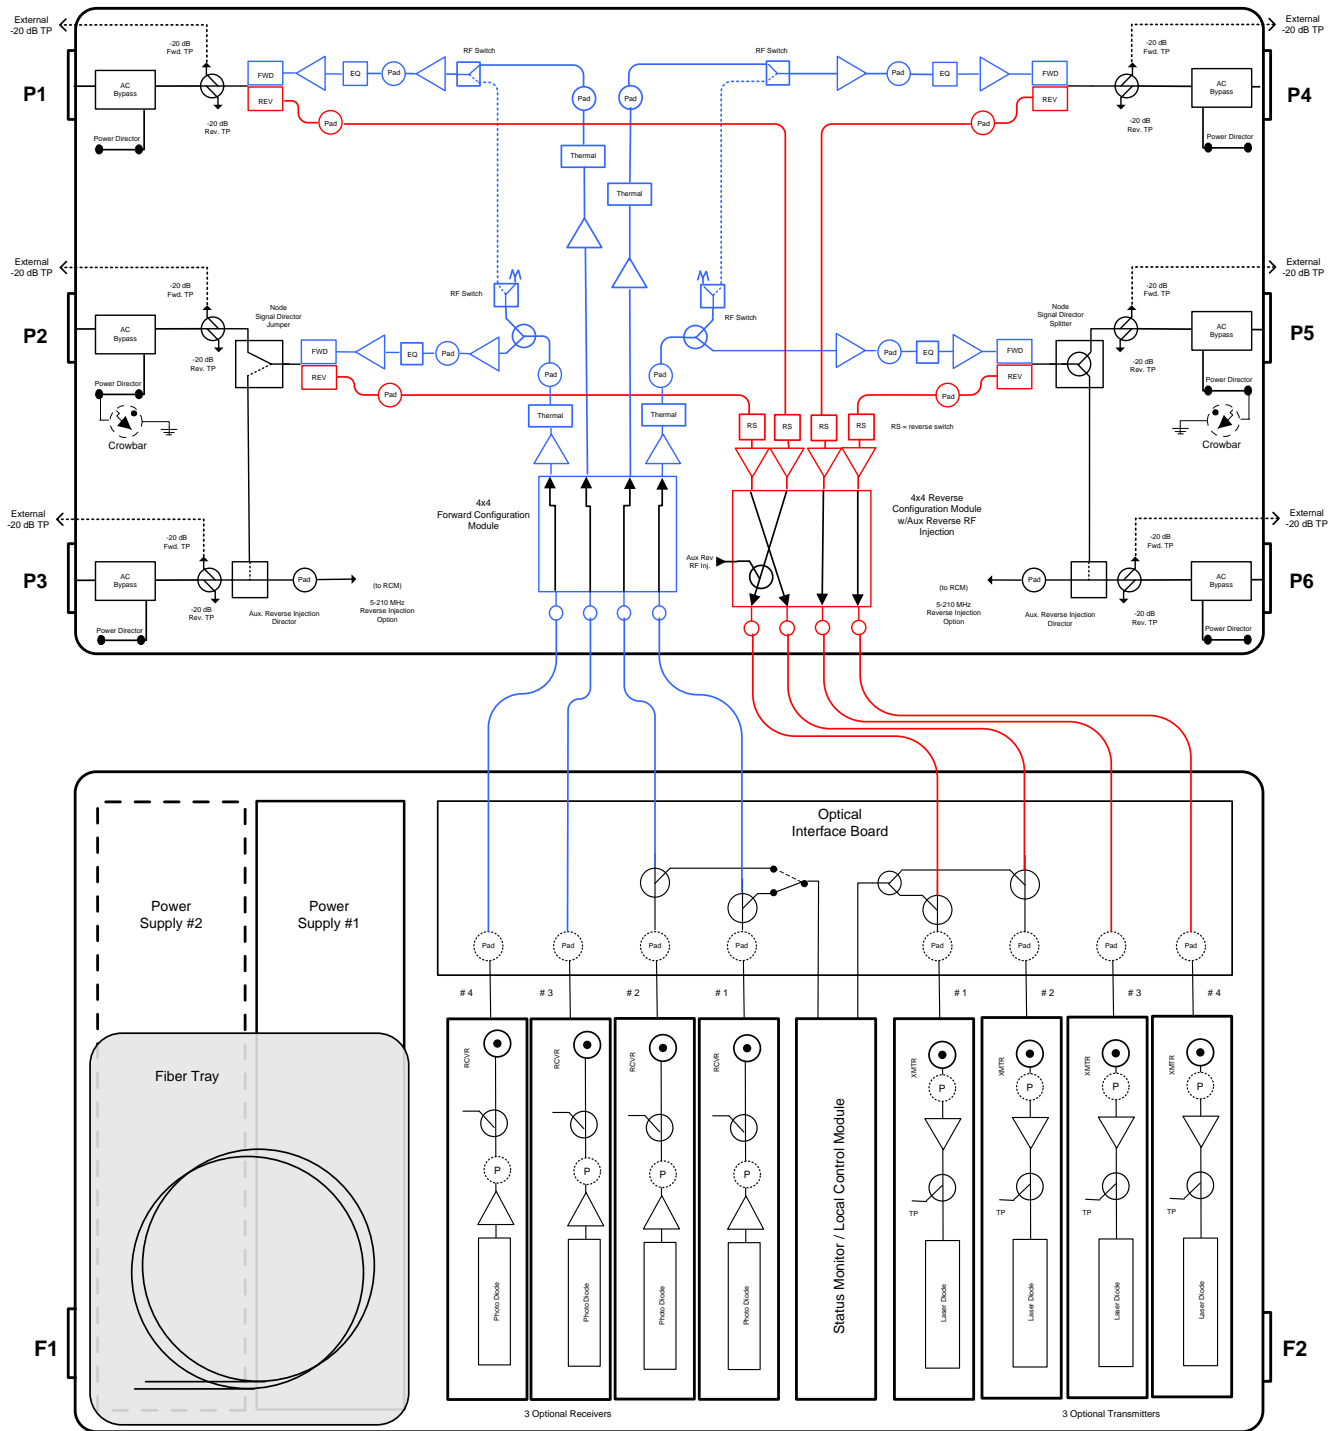 External
-20 dB TP
-20 dB
Fwd. TP
RF Switch
RF Switch
-20 dB
Fwd. TP
External
-20 dB TP
P1
AC
Bypass
FWD
REV
EQ
Pad
Pad
Pad
Pad
EQ
FWD
REV
AC
Bypass
P4
-20 dB
Rev. TP
Pad
Pad
-20 dB
Rev. TP
Power Director
Power Director
Thermal
Thermal
External
-20 dB TP
-20 dB
Fwd. TP
RF Switch
RF Switch
-20 dB
Fwd. TP
External
-20 dB TP
P2
AC
Bypass
Node
Signal Director
Jumper
Node
Signal Director
Splitter
AC
Bypass
P5
-20 dB
Rev. TP
FWD
REV
EQ
Pad
Pad
EQ
FWD
REV
-20 dB
Rev. TP
Pad
Pad
Pad
Pad
Power Director
Power Director
Crowbar
Crowbar
Thermal
Thermal
RS
RS
RS
RS
RS = reverse switch
4x4
Forward Configuration
Module
4x4 Reverse
Configuration Module
w/Aux Reverse RF
Injection
Aux Rev
RF Inj.
External
-20 dB TP
-20 dB
Fwd. TP
-20 dB
Fwd. TP
External
-20 dB TP
P3
AC
Bypass
Pad
(to RCM)
5-210 MHz
Reverse Injection
Option
(to RCM)
5-210 MHz
Reverse Injection
Option
Pad
AC
Bypass
P6
-20 dB
Rev. TP
Aux. Reverse Injection
Director
Aux. Reverse Injection
Director
-20 dB
Rev. TP
Power Director
Power Director
Optical
Interface Board
Power
Supply #2
Power
Supply #1
Pad
Pad
Pad
Pad
Pad
Pad
Pad
Pad
# 4
# 3
# 2
# 1
# 1
# 2
# 3
# 4
Fiber Tray
RCVR
RCVR
RCVR
RCVR
XMTR
XMTR
XMTR
XMTR
P
P
P
P
P
P
P
P
TP
TP
TP
TP
Photo Diode
Photo Diode
Photo Diode
Photo Diode
Status Monitor / Local Control Module
Laser Diode
Laser Diode
Laser Diode
Laser Diode
F1
F2
3 Optional Receivers
3 Optional Transmitters